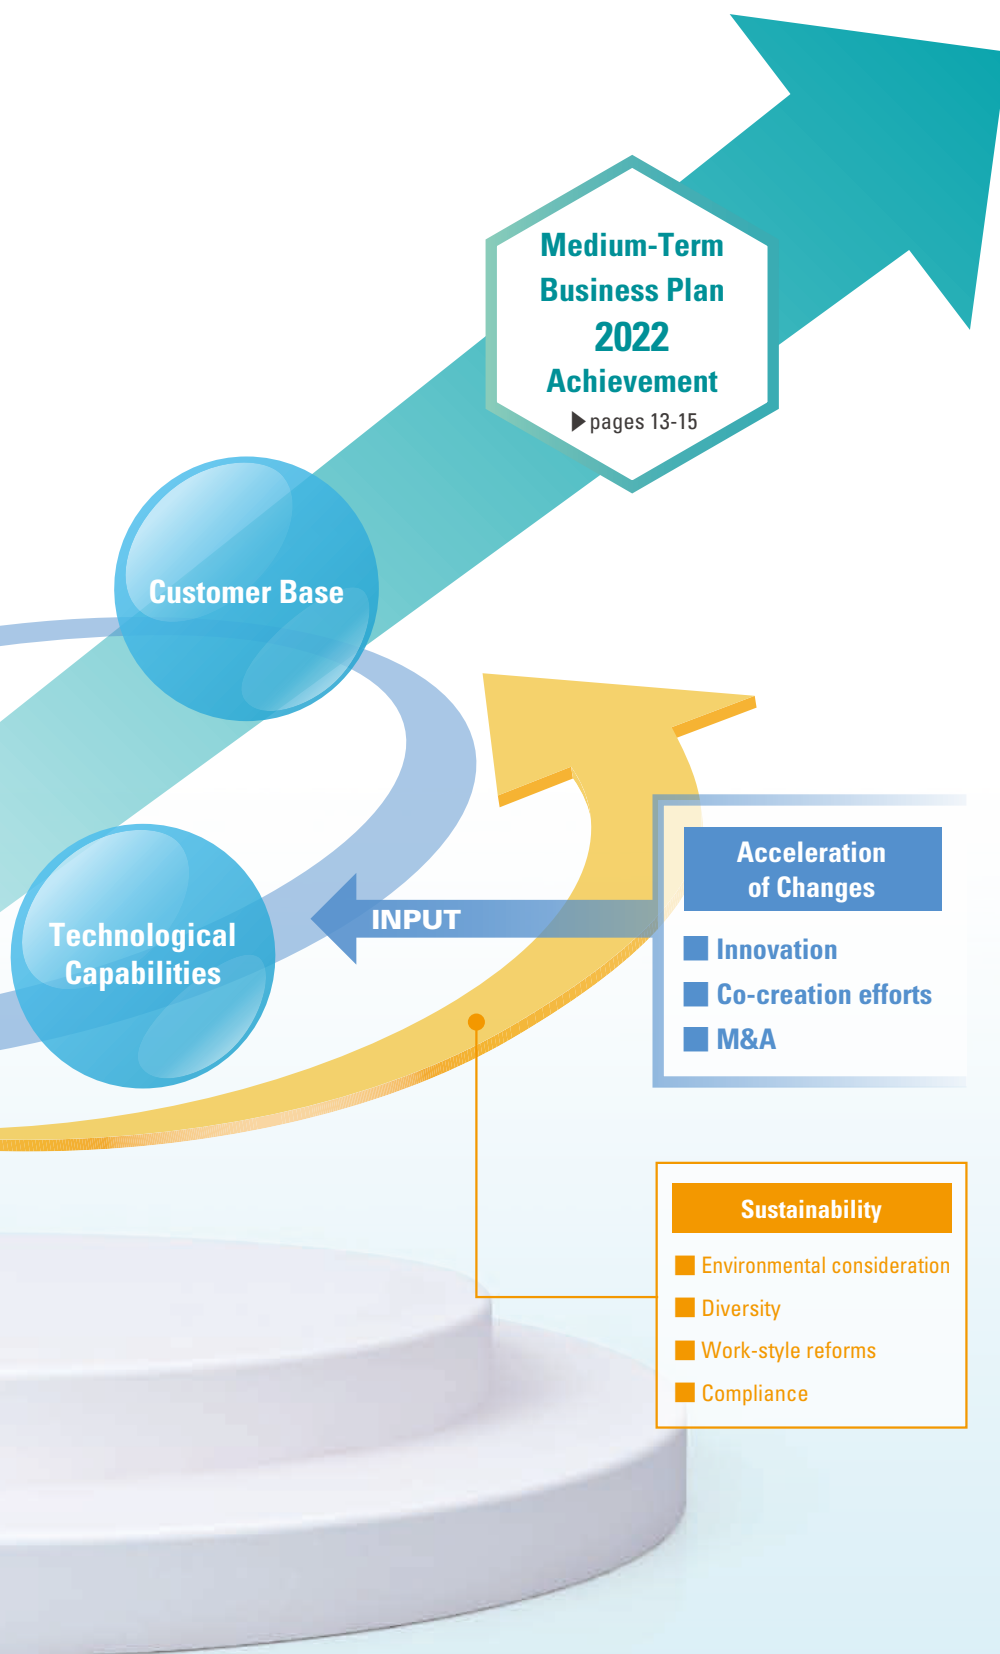 Medium-Term
Business Plan
2022
Achievement
▶pages 13-15
Customer Base
Technological
Capabilities
INPUT
Acceleration
of Changes
■ Innovation
■ Co-creation efforts
■ M&A
Sustainability
■ Environmental consideration
■ Diversity
■ Work-style reforms
■ Compliance